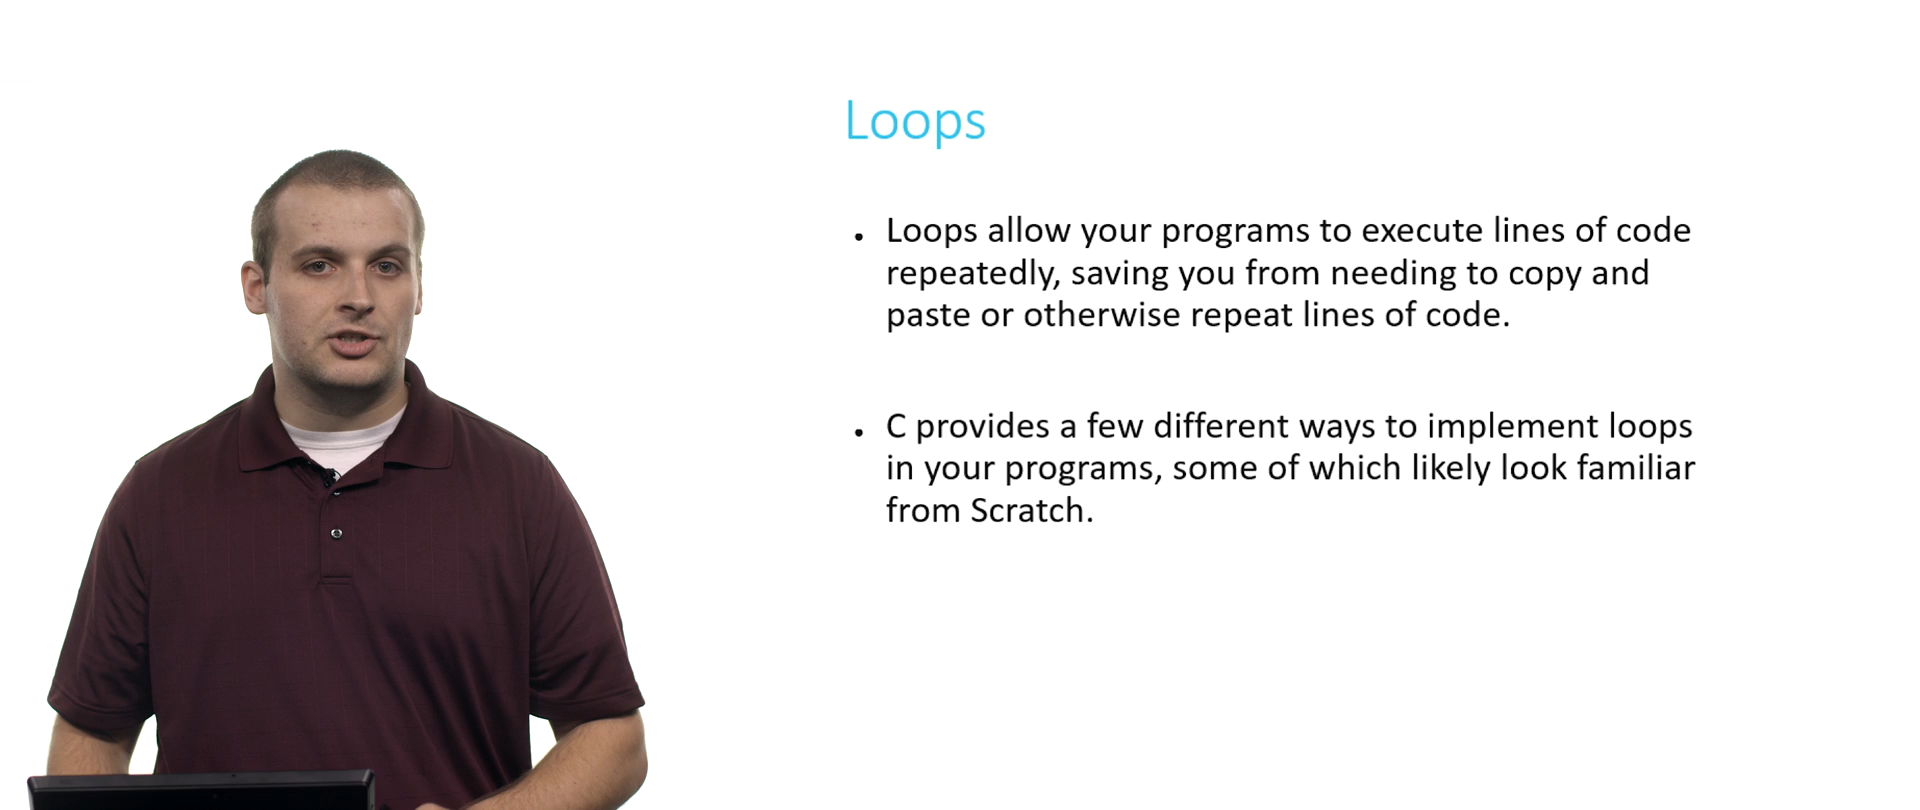 Loops
• Loops allow your programs to execute lines of code
repeatedly, saving you from needing to copy and
paste or otherwise repeat lines of code.
• C provides a few different ways to implement loops
in your programs, some of which likely look familiar
from Scratch.